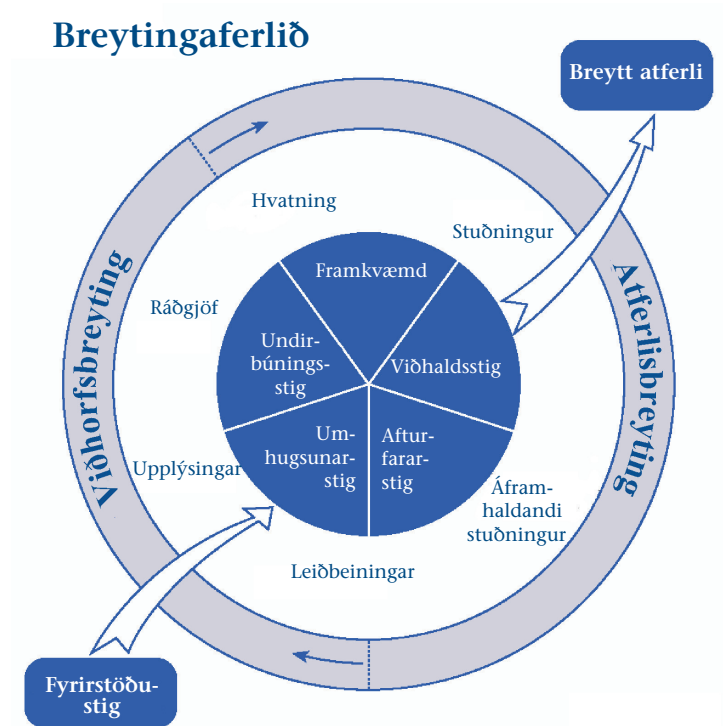 Breytingaferlið
Breytt atferli
Hvatning
Stuðningur
Framkvæmd
Viðhorfsbreyting
Atferlisbreyting
Ráðgjöf
Undir-
búnings-
stig
Viðhaldsstig
Um-
hugsunar-
stig
Aftur-
farar-
stig
Upplýsingar
Áfram-
haldandi
stuðningur
Leiðbeiningar
Fyrirstöðu-
stig